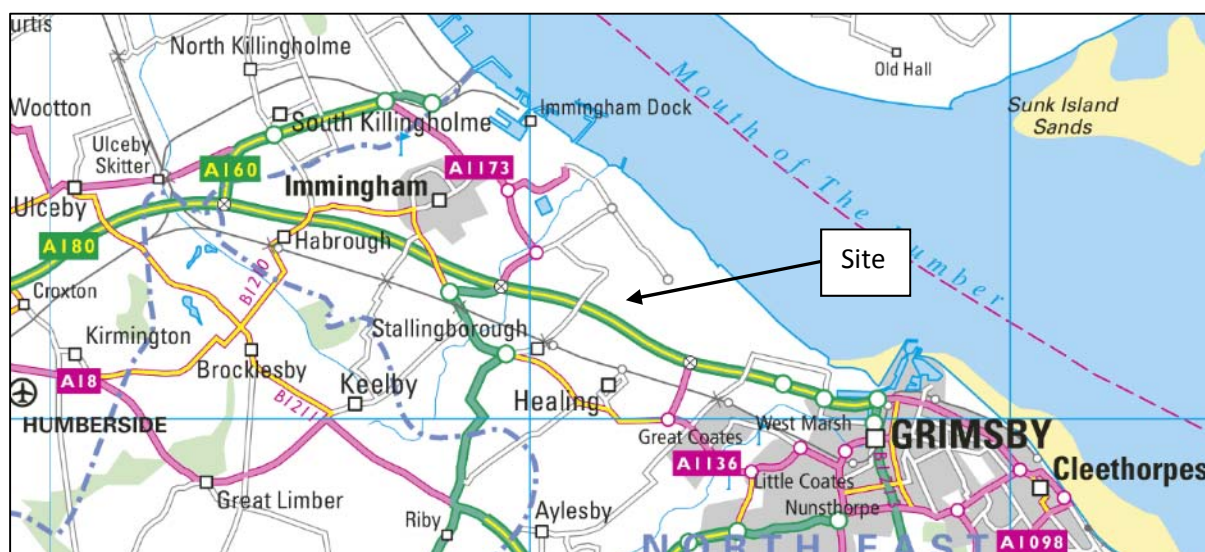 urtis
North Killingholme
Old Hall
Mouth of The Humber
Sunk Island
Sands
Wootton
South Killingholme
Immingham Dock
Ulceby
Skitter
A160
A1173
Immingham
Ulceby
A180
Habrough
Site
B1210
Croxton
Stallingborough
Kirmington
A18
Brocklesby
Keelby
Healing
B1211
HUMBERSIDE
West Marsh
GRIMSBY
Great Coates
A1136
Cleethorpes
Little Coates
Great Limber
Nunsthorpe
Riby
Aylesby
NORTH EAST
A1098